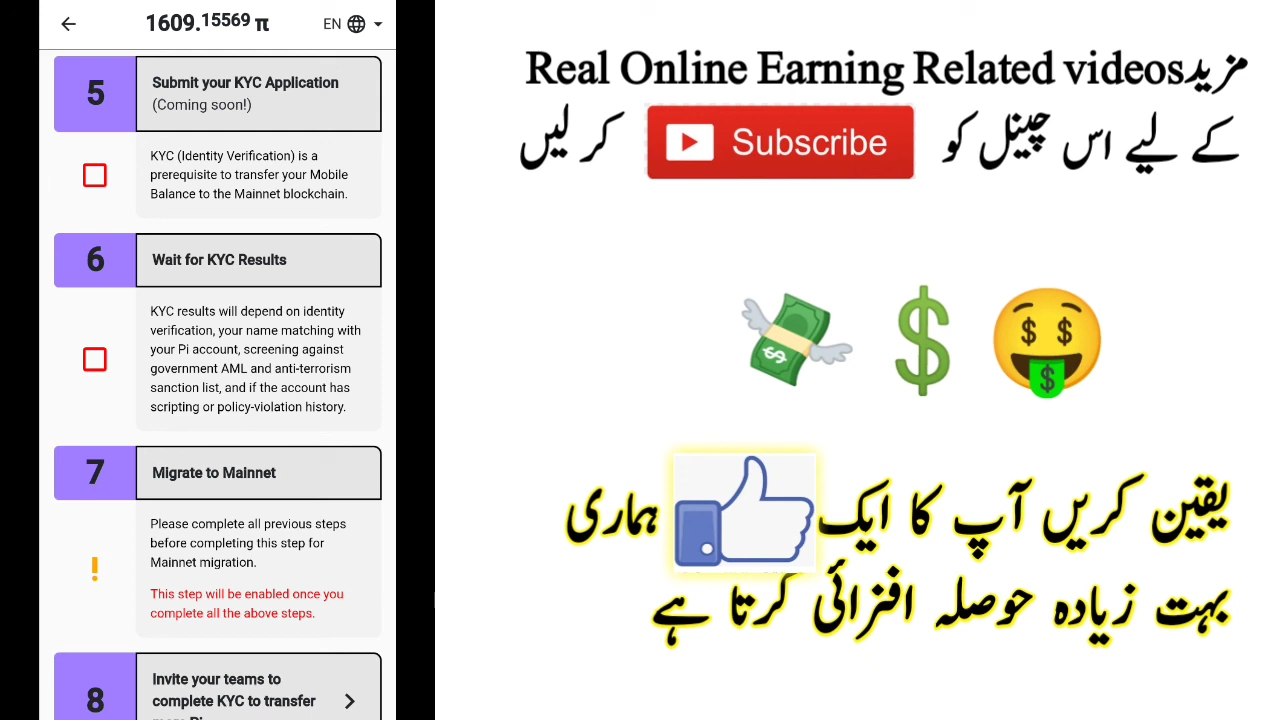 1609.15569 π
EN
5
Submit your KYC Application
(Coming soon!)
KYC (Identity Verification) is a
prerequisite to transfer your Mobile
Balance to the Mainnet blockchain.
6
Wait for KYC Results
KYC results will depend on identity
verification, your name matching with
your Pi account, screening against
government AML and anti-terrorism
sanction list, and if the account has
scripting or policy-violation history.
7
Migrate to Mainnet
!
Please complete all previous steps
before completing this step for
Mainnet migration.
This step will be enabled once you
complete all the above steps.
8
Invite your teams to
complete KYC to transfer
مزید Real Online Earning Related videos
کے لیے اس چینل کو Subscribe کر لیں
یقین کریں آپ کا ایک ہماری
بہت زیادہ حوصلہ افزائی کرتا ہے